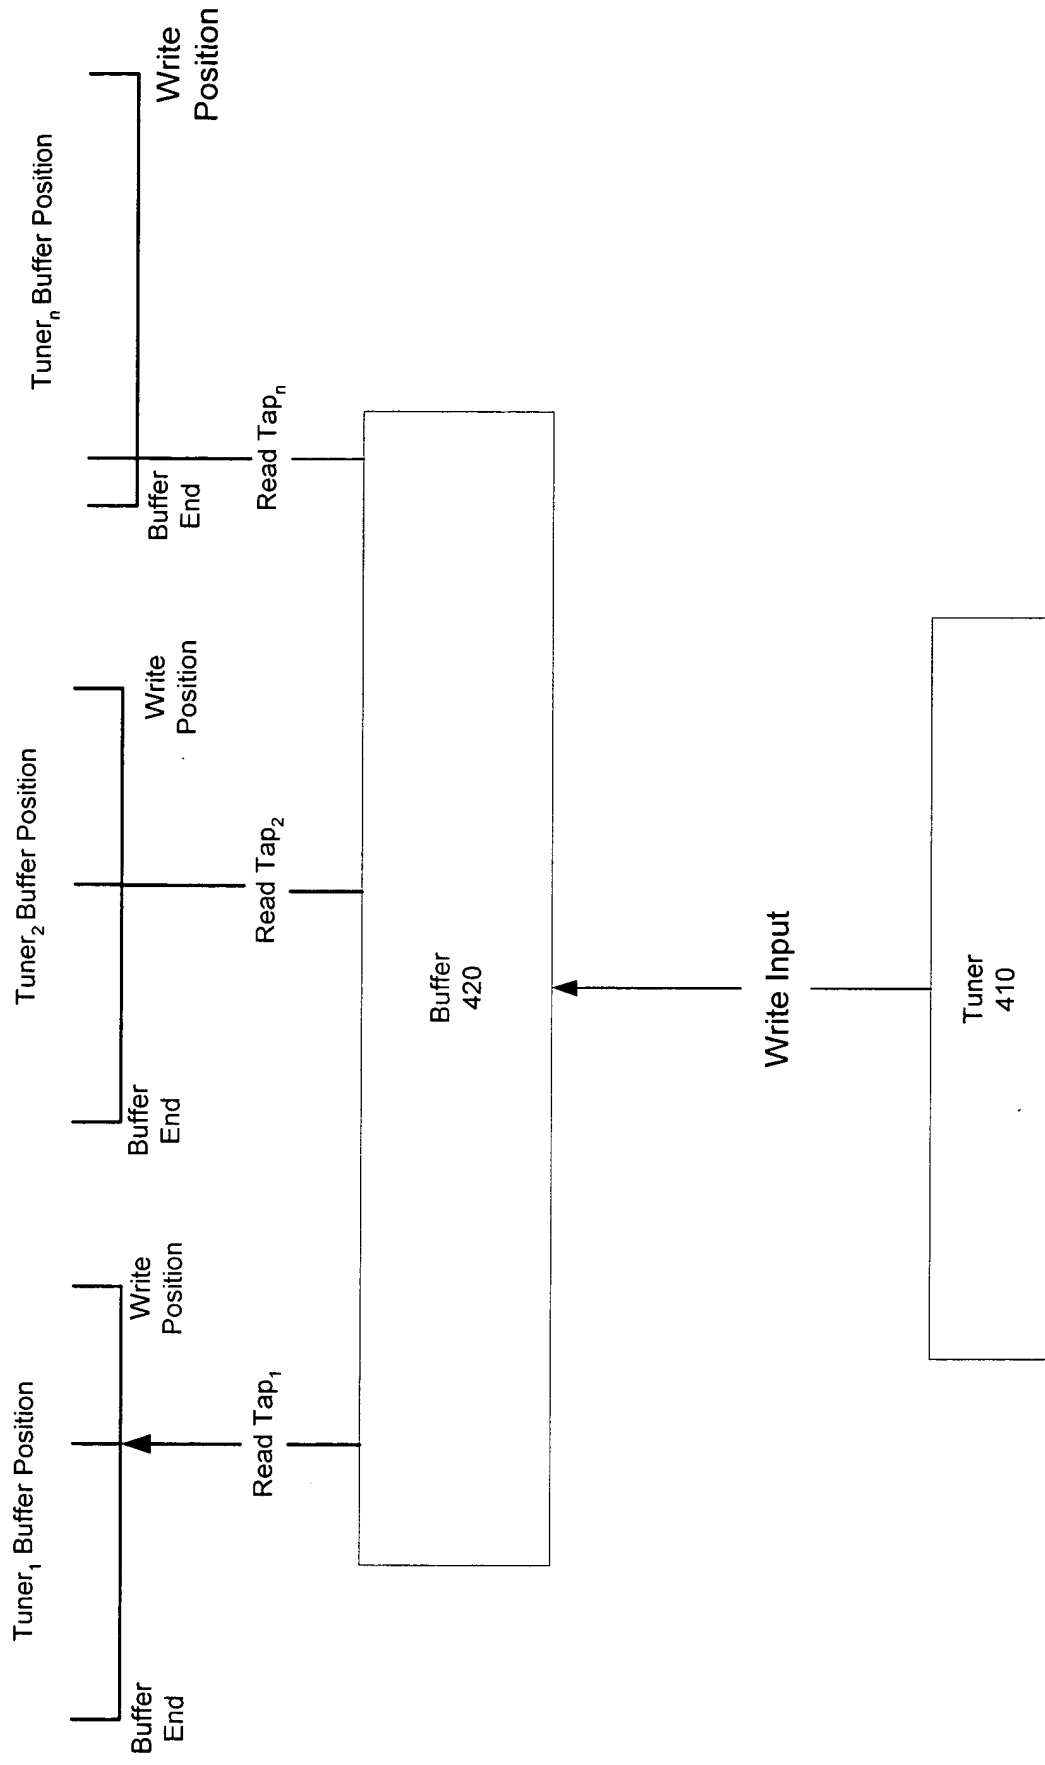 Tuner₁ Buffer Position
Tuner₂ Buffer Position
Tunerₙ Buffer Position
Buffer
End
Write
Position
Buffer
End
Write
Position
Buffer
End
Write
Position
Read Tap₁
Read Tap₂
Read Tapₙ
Buffer
420
Write Input
Tuner
410